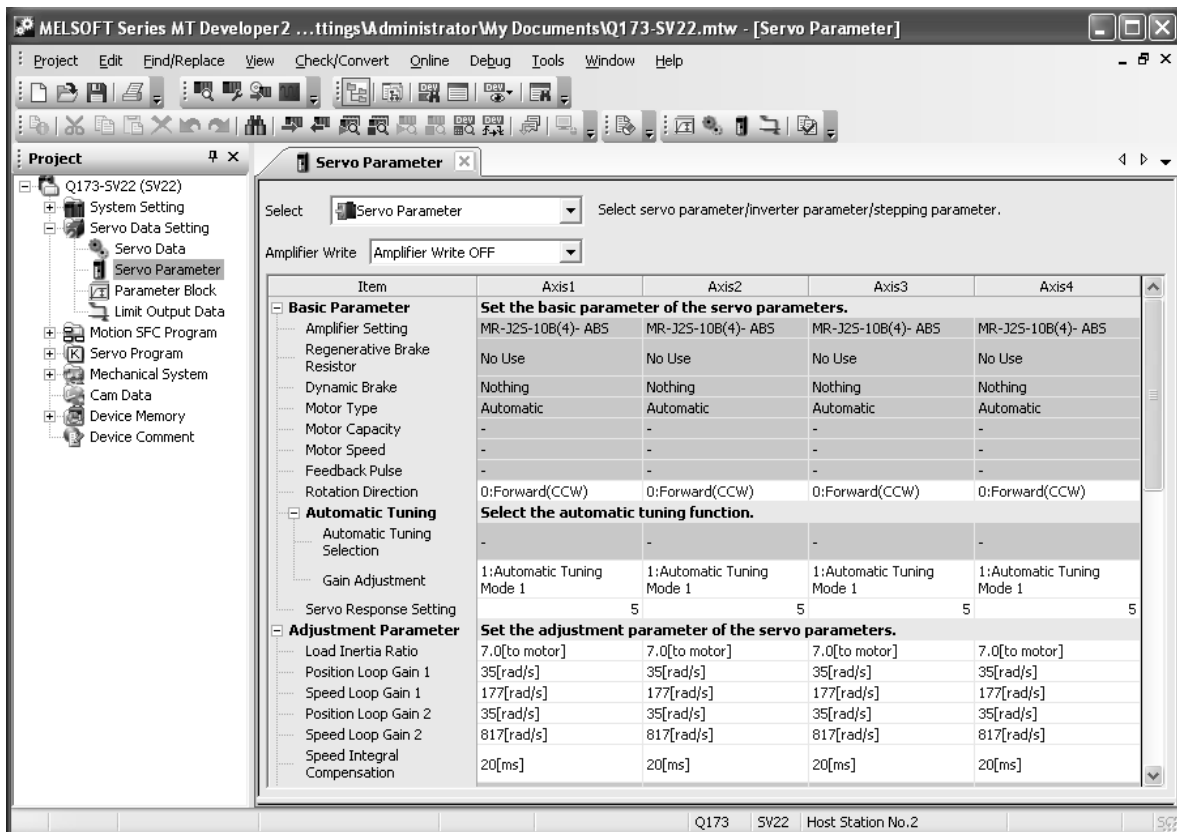 MELSOFT Series MT Developer2 ...ttings\Administrator\My Documents\Q173-SV22.mtw - [Servo Parameter]
Project Edit Find/Replace View Check/Convert Online Debug Tools Window Help
Project
Q173-SV22 (SV22)
System Setting
Servo Data Setting
Servo Data
Servo Parameter
Parameter Block
Limit Output Data
Motion SFC Program
Servo Program
Mechanical System
Cam Data
Device Memory
Device Comment
Servo Parameter
Select Servo Parameter Select servo parameter/inverter parameter/stepping parameter.
Amplifier Write Amplifier Write OFF
Item Axis1 Axis2 Axis3 Axis4
Basic Parameter Set the basic parameter of the servo parameters.
Amplifier Setting MR-J2S-10B(4)- ABS MR-J2S-10B(4)- ABS MR-J2S-10B(4)- ABS MR-J2S-10B(4)- ABS
Regenerative Brake
Resistor No Use No Use No Use No Use
Dynamic Brake Nothing Nothing Nothing Nothing
Motor Type Automatic Automatic Automatic Automatic
Motor Capacity - - - -
Motor Speed - - - -
Feedback Pulse - - - -
Rotation Direction 0:Forward(CCW) 0:Forward(CCW) 0:Forward(CCW) 0:Forward(CCW)
Automatic Tuning Select the automatic tuning function.
Automatic Tuning
Selection - - - -
Gain Adjustment 1:Automatic Tuning 1:Automatic Tuning 1:Automatic Tuning 1:Automatic Tuning
Mode 1 Mode 1 Mode 1 Mode 1
Servo Response Setting 5 5 5 5
Adjustment Parameter Set the adjustment parameter of the servo parameters.
Load Inertia Ratio 7.0[to motor] 7.0[to motor] 7.0[to motor] 7.0[to motor]
Position Loop Gain 1 35[rad/s] 35[rad/s] 35[rad/s] 35[rad/s]
Speed Loop Gain 1 177[rad/s] 177[rad/s] 177[rad/s] 177[rad/s]
Position Loop Gain 2 35[rad/s] 35[rad/s] 35[rad/s] 35[rad/s]
Speed Loop Gain 2 817[rad/s] 817[rad/s] 817[rad/s] 817[rad/s]
Speed Integral
Compensation 20[ms] 20[ms] 20[ms] 20[ms]
Q173 SV22 Host Station No.2